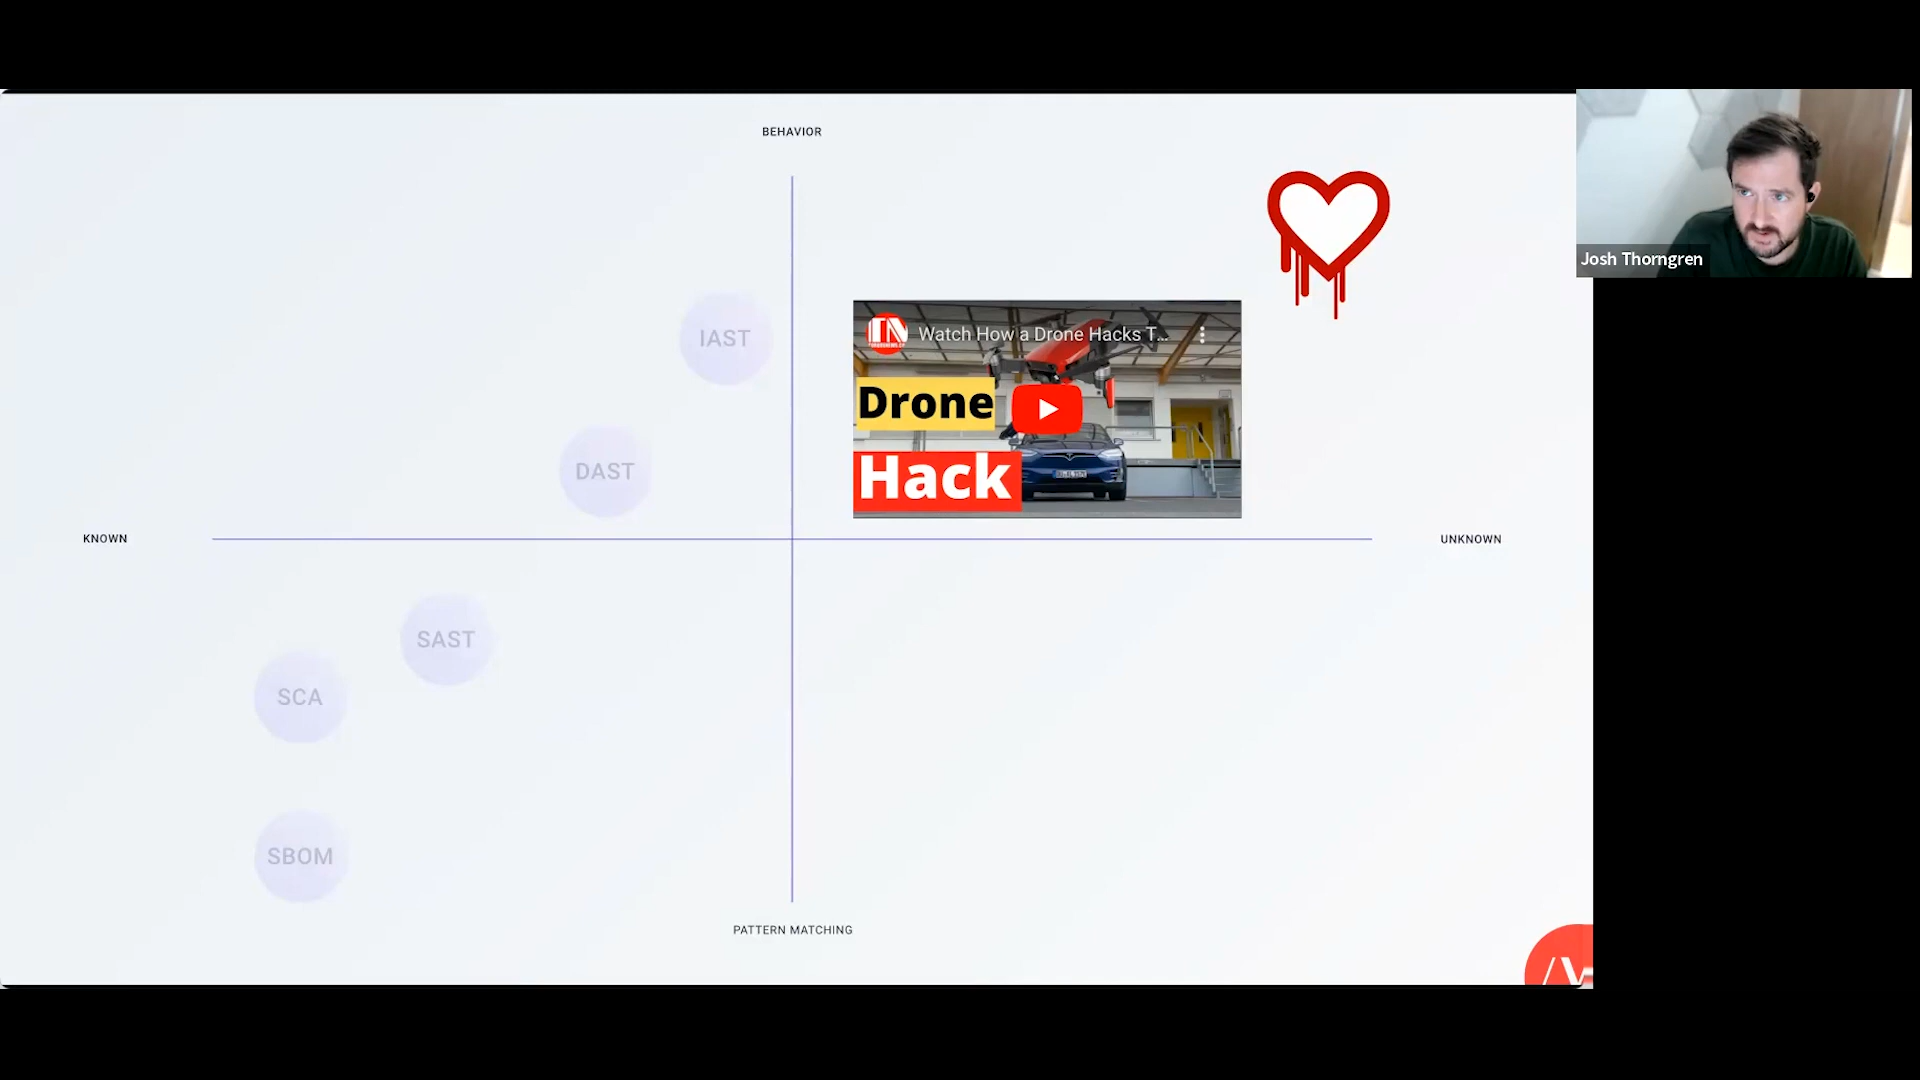 BEHAVIOR
Josh Thorngren
IAST
Watch How a Drone Hacks T...
Drone
Hack
DAST
KNOWN
UNKNOWN
SAST
SCA
SBOM
PATTERN MATCHING